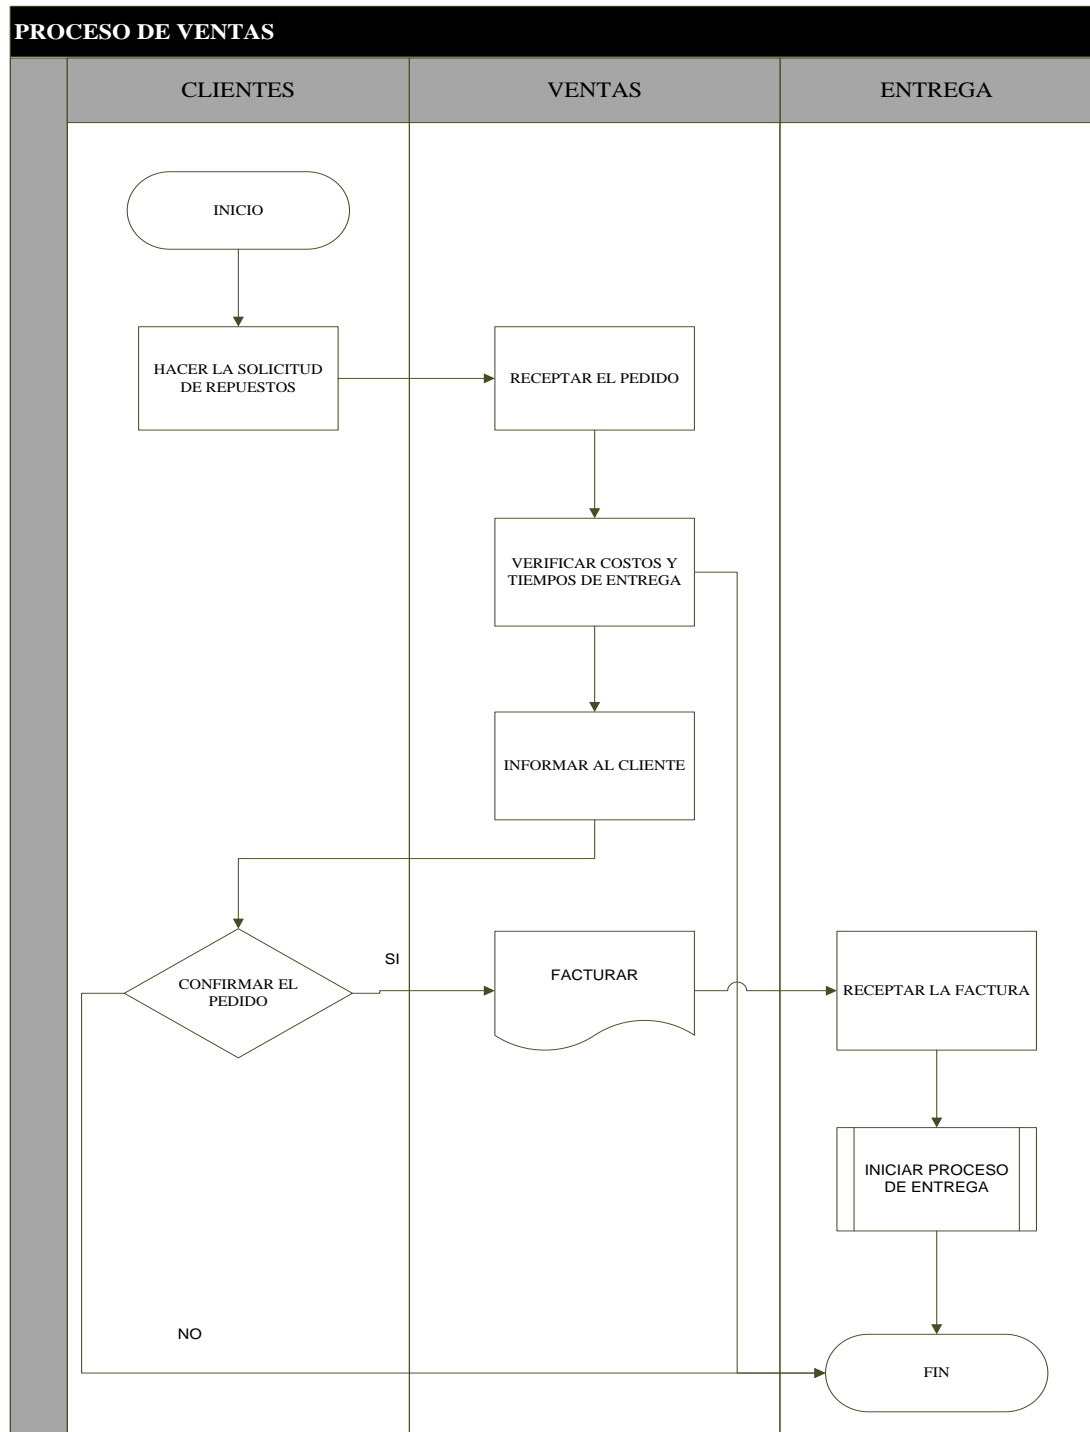 PROCESO DE VENTAS
CLIENTES
VENTAS
ENTREGA
INICIO
HACER LA SOLICITUD
DE REPUESTOS
RECEPTAR EL PEDIDO
VERIFICAR COSTOS Y
TIEMPOS DE ENTREGA
INFORMAR AL CLIENTE
CONFIRMAR EL
PEDIDO
SI
FACTURAR
RECEPTAR LA FACTURA
INICIAR PROCESO
DE ENTREGA
NO
FIN